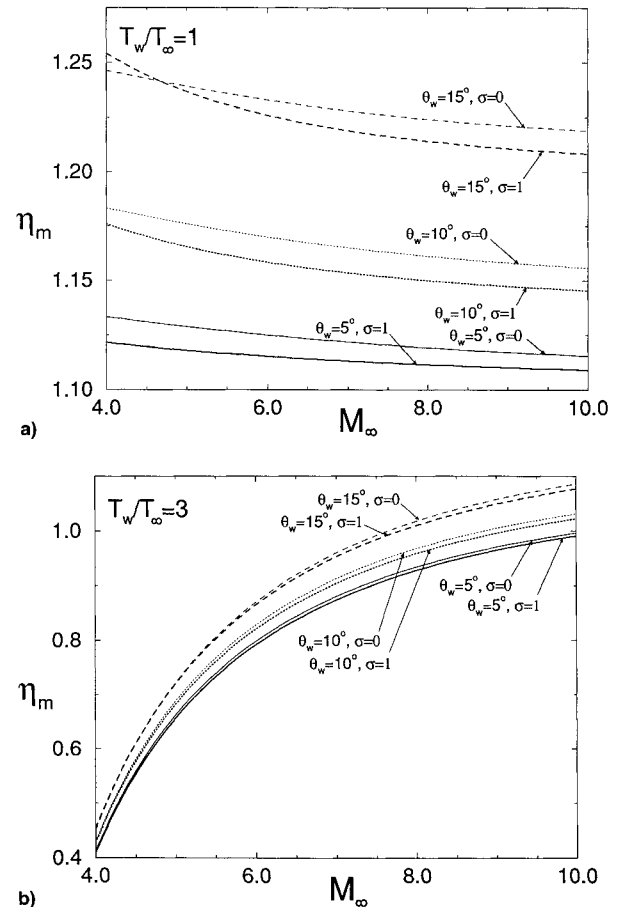 T_w/T_∞=1
1.25
1.20
η_m
1.15
1.10
θ_w=15°, σ=0
θ_w=15°, σ=1
θ_w=10°, σ=0
θ_w=10°, σ=1
θ_w=5°, σ=1
θ_w=5°, σ=0
4.0 6.0 8.0 10.0
M_∞
a)
T_w/T_∞=3
1.0
0.8
η_m
0.6
0.4
θ_w=15°, σ=0
θ_w=15°, σ=1
θ_w=5°, σ=0
θ_w=5°, σ=1
θ_w=10°, σ=0
θ_w=10°, σ=1
4.0 6.0 8.0 10.0
M_∞
b)